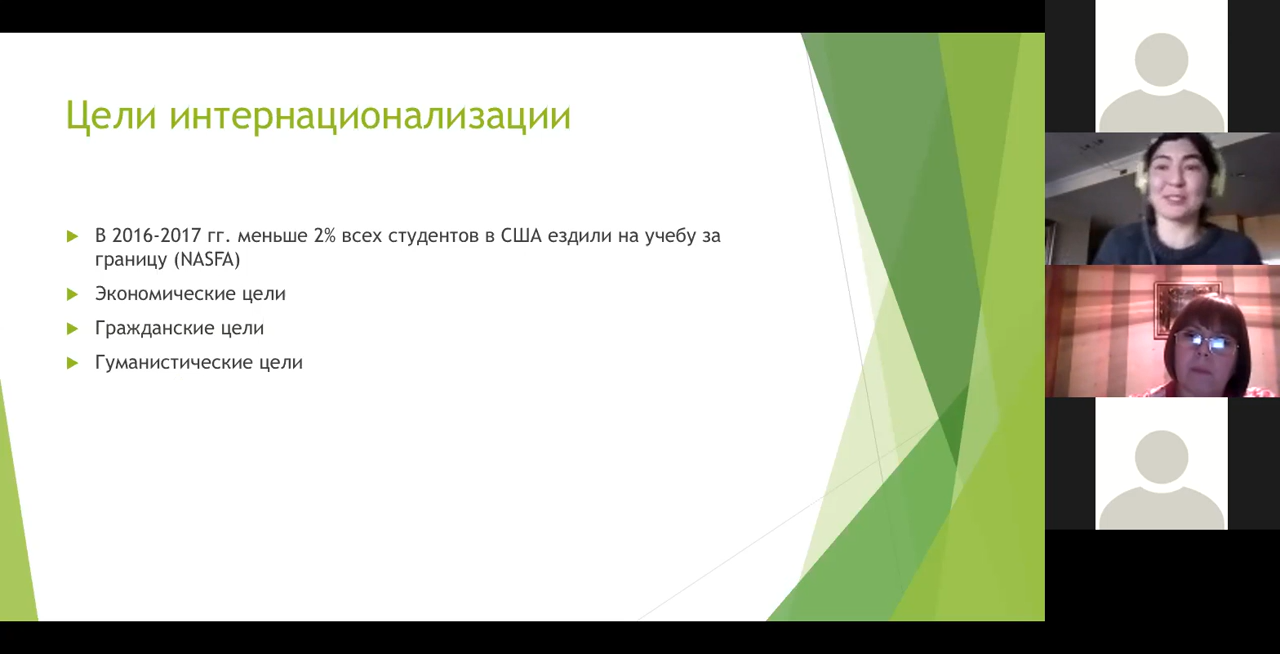 Цели интернационализации
В 2016-2017 гг. меньше 2% всех студентов в США ездили на учебу за
границу (NASFA)
Экономические цели
Гражданские цели
Гуманистические цели